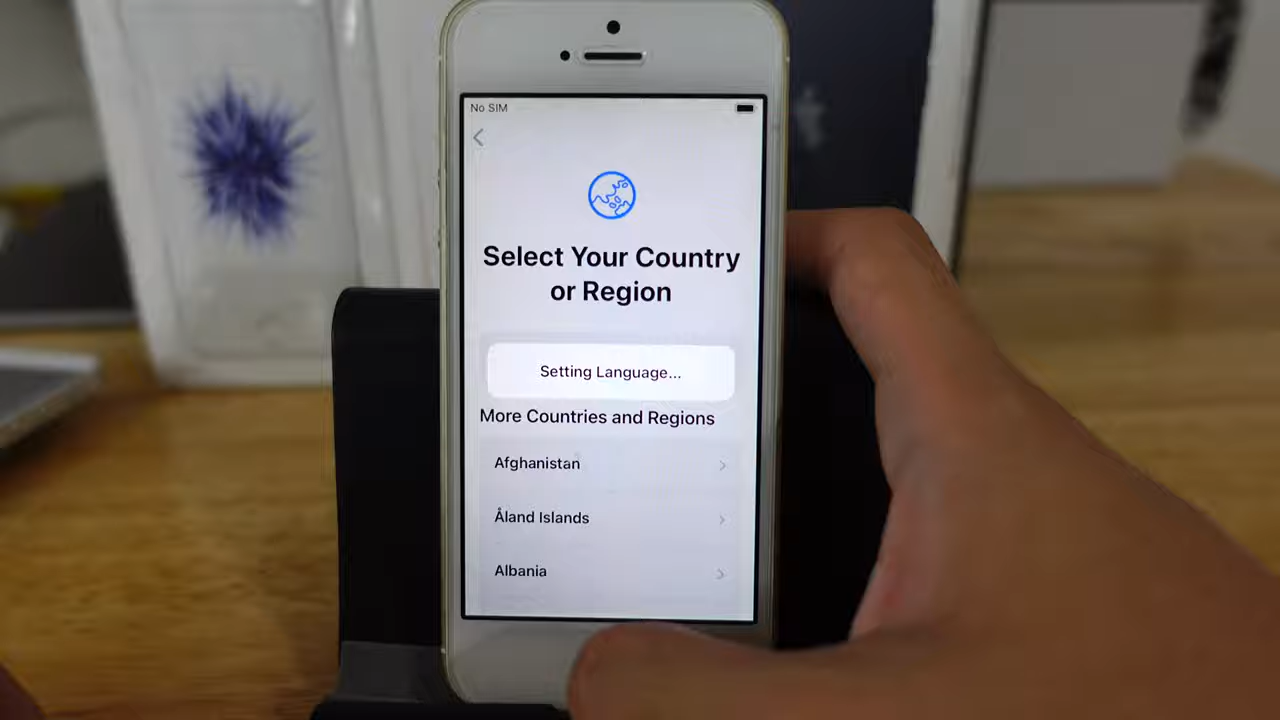 No SIM
Select Your Country
or Region
Setting Language...
More Countries and Regions
Afghanistan
Åland Islands
Albania